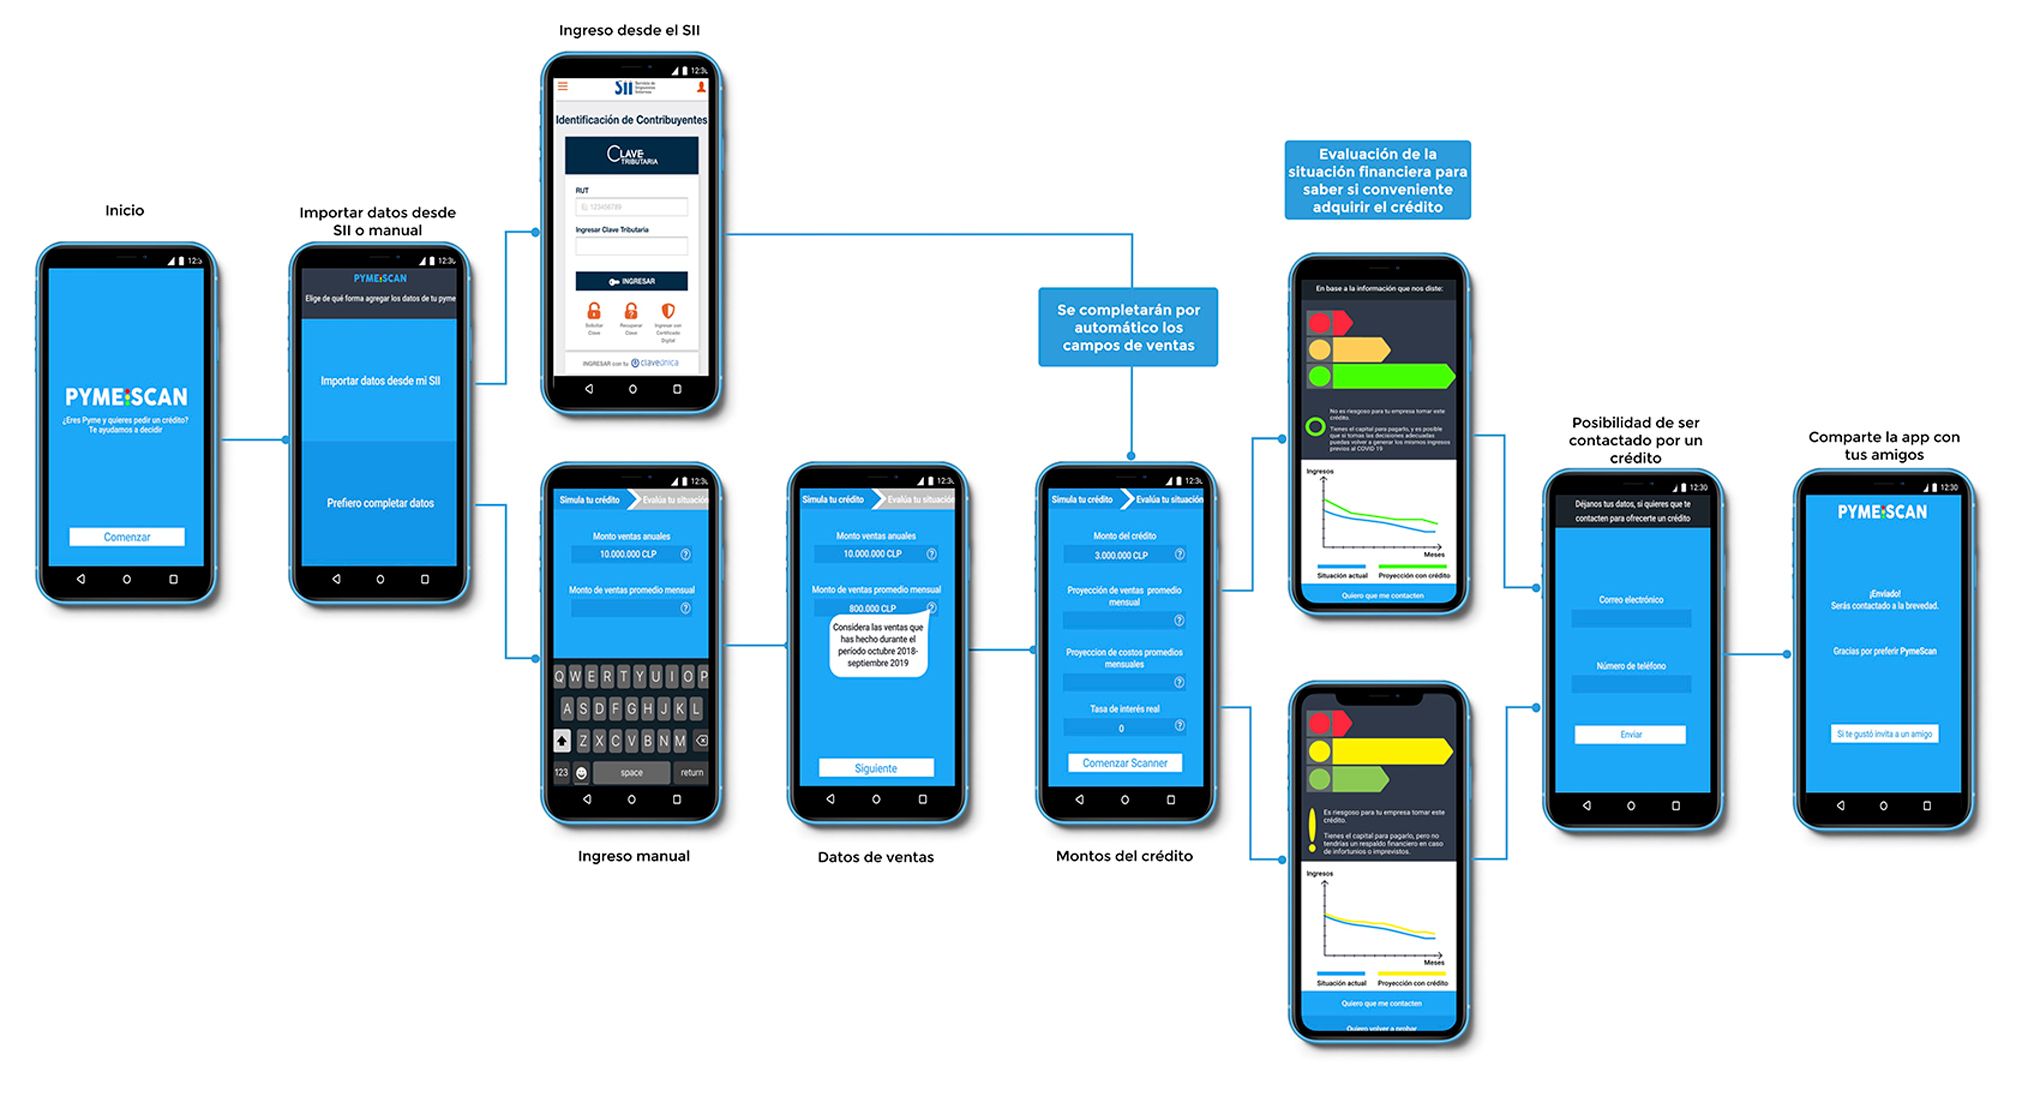 Inicio
12:3
PYME:SCAN
¿Eres Pyme y quieres pedir un crédito?
Te ayudamos a decidir
Comenzar
Importar datos desde
SII o manual
12:30
PYME:SCAN
Elige de qué forma agregar los datos de tu pyme
Importar datos desde mi SII
Prefiero completar datos
Ingreso desde el SII
12:30
SII
Servicio de
Impuestos
Internos
Identificación de Contribuyentes
CLAVE
TRIBUTARIA
RUT
123456789
Ingresar Clave Tributaria
INGRESAR
Solicitar
Clave
Recuperar
Clave
Ingresar con
Certificado
Digital
INGRESAR con tu claveúnica
12:30
Simula tu crédito
Evalúa tu situación
Monto ventas anuales
10.000.000 CLP ?
Monto de ventas promedio mensual
?
Q W E R T Y U I O P
A S D F G H J K L
Z X C V B N M
123 space return
Ingreso manual
12:30
Simula tu crédito
Evalúa tu situación
Monto ventas anuales
10.000.000 CLP ?
Monto de ventas promedio mensual
800.000 CLP ?
Considera las ventas que
has hecho durante el
período octubre 2018-
septiembre 2019
Siguiente
Datos de ventas
Se completarán por
automático los
campos de ventas
12:30
Simula tu crédito
Evalúa tu situación
Monto del crédito
3.000.000 CLP ?
Proyección de ventas promedio
mensual
?
Proyeccion de costos promedios
mensuales
?
Tasa de interés real
0 ?
Comenzar Scanner
Montos del crédito
Evaluación de la
situación financiera para
saber si conveniente
adquirir el crédito
En base a la información que nos diste:
No es riesgoso para tu empresa tomar este
crédito.
Tienes el capital para pagarlo, y es posible
que si tomas las decisiones adecuadas
puedas volver a generar los mismos ingresos
previos al COVID 19
Ingresos
Meses
Situación actual
Proyección con crédito
Quiero que me contacten
Es riesgoso para tu empresa tomar este
crédito.
Tienes el capital para pagarlo, pero no
tendrías un respaldo financiero en caso
de infortunios o imprevistos.
Ingresos
Meses
Situación actual
Proyección con crédito
Quiero que me contacten
Quiero volver a probar
Posibilidad de ser
contactado por un
crédito
12:30
Déjanos tus datos, si quieres que te
contacten para ofrecerte un crédito
Correo electrónico
Número de teléfono
Enviar
Comparte la app con
tus amigos
12:30
PYME:SCAN
¡Enviado!
Serás contactado a la brevedad.
Gracias por preferir PymeScan
Si te gustó invita a un amigo